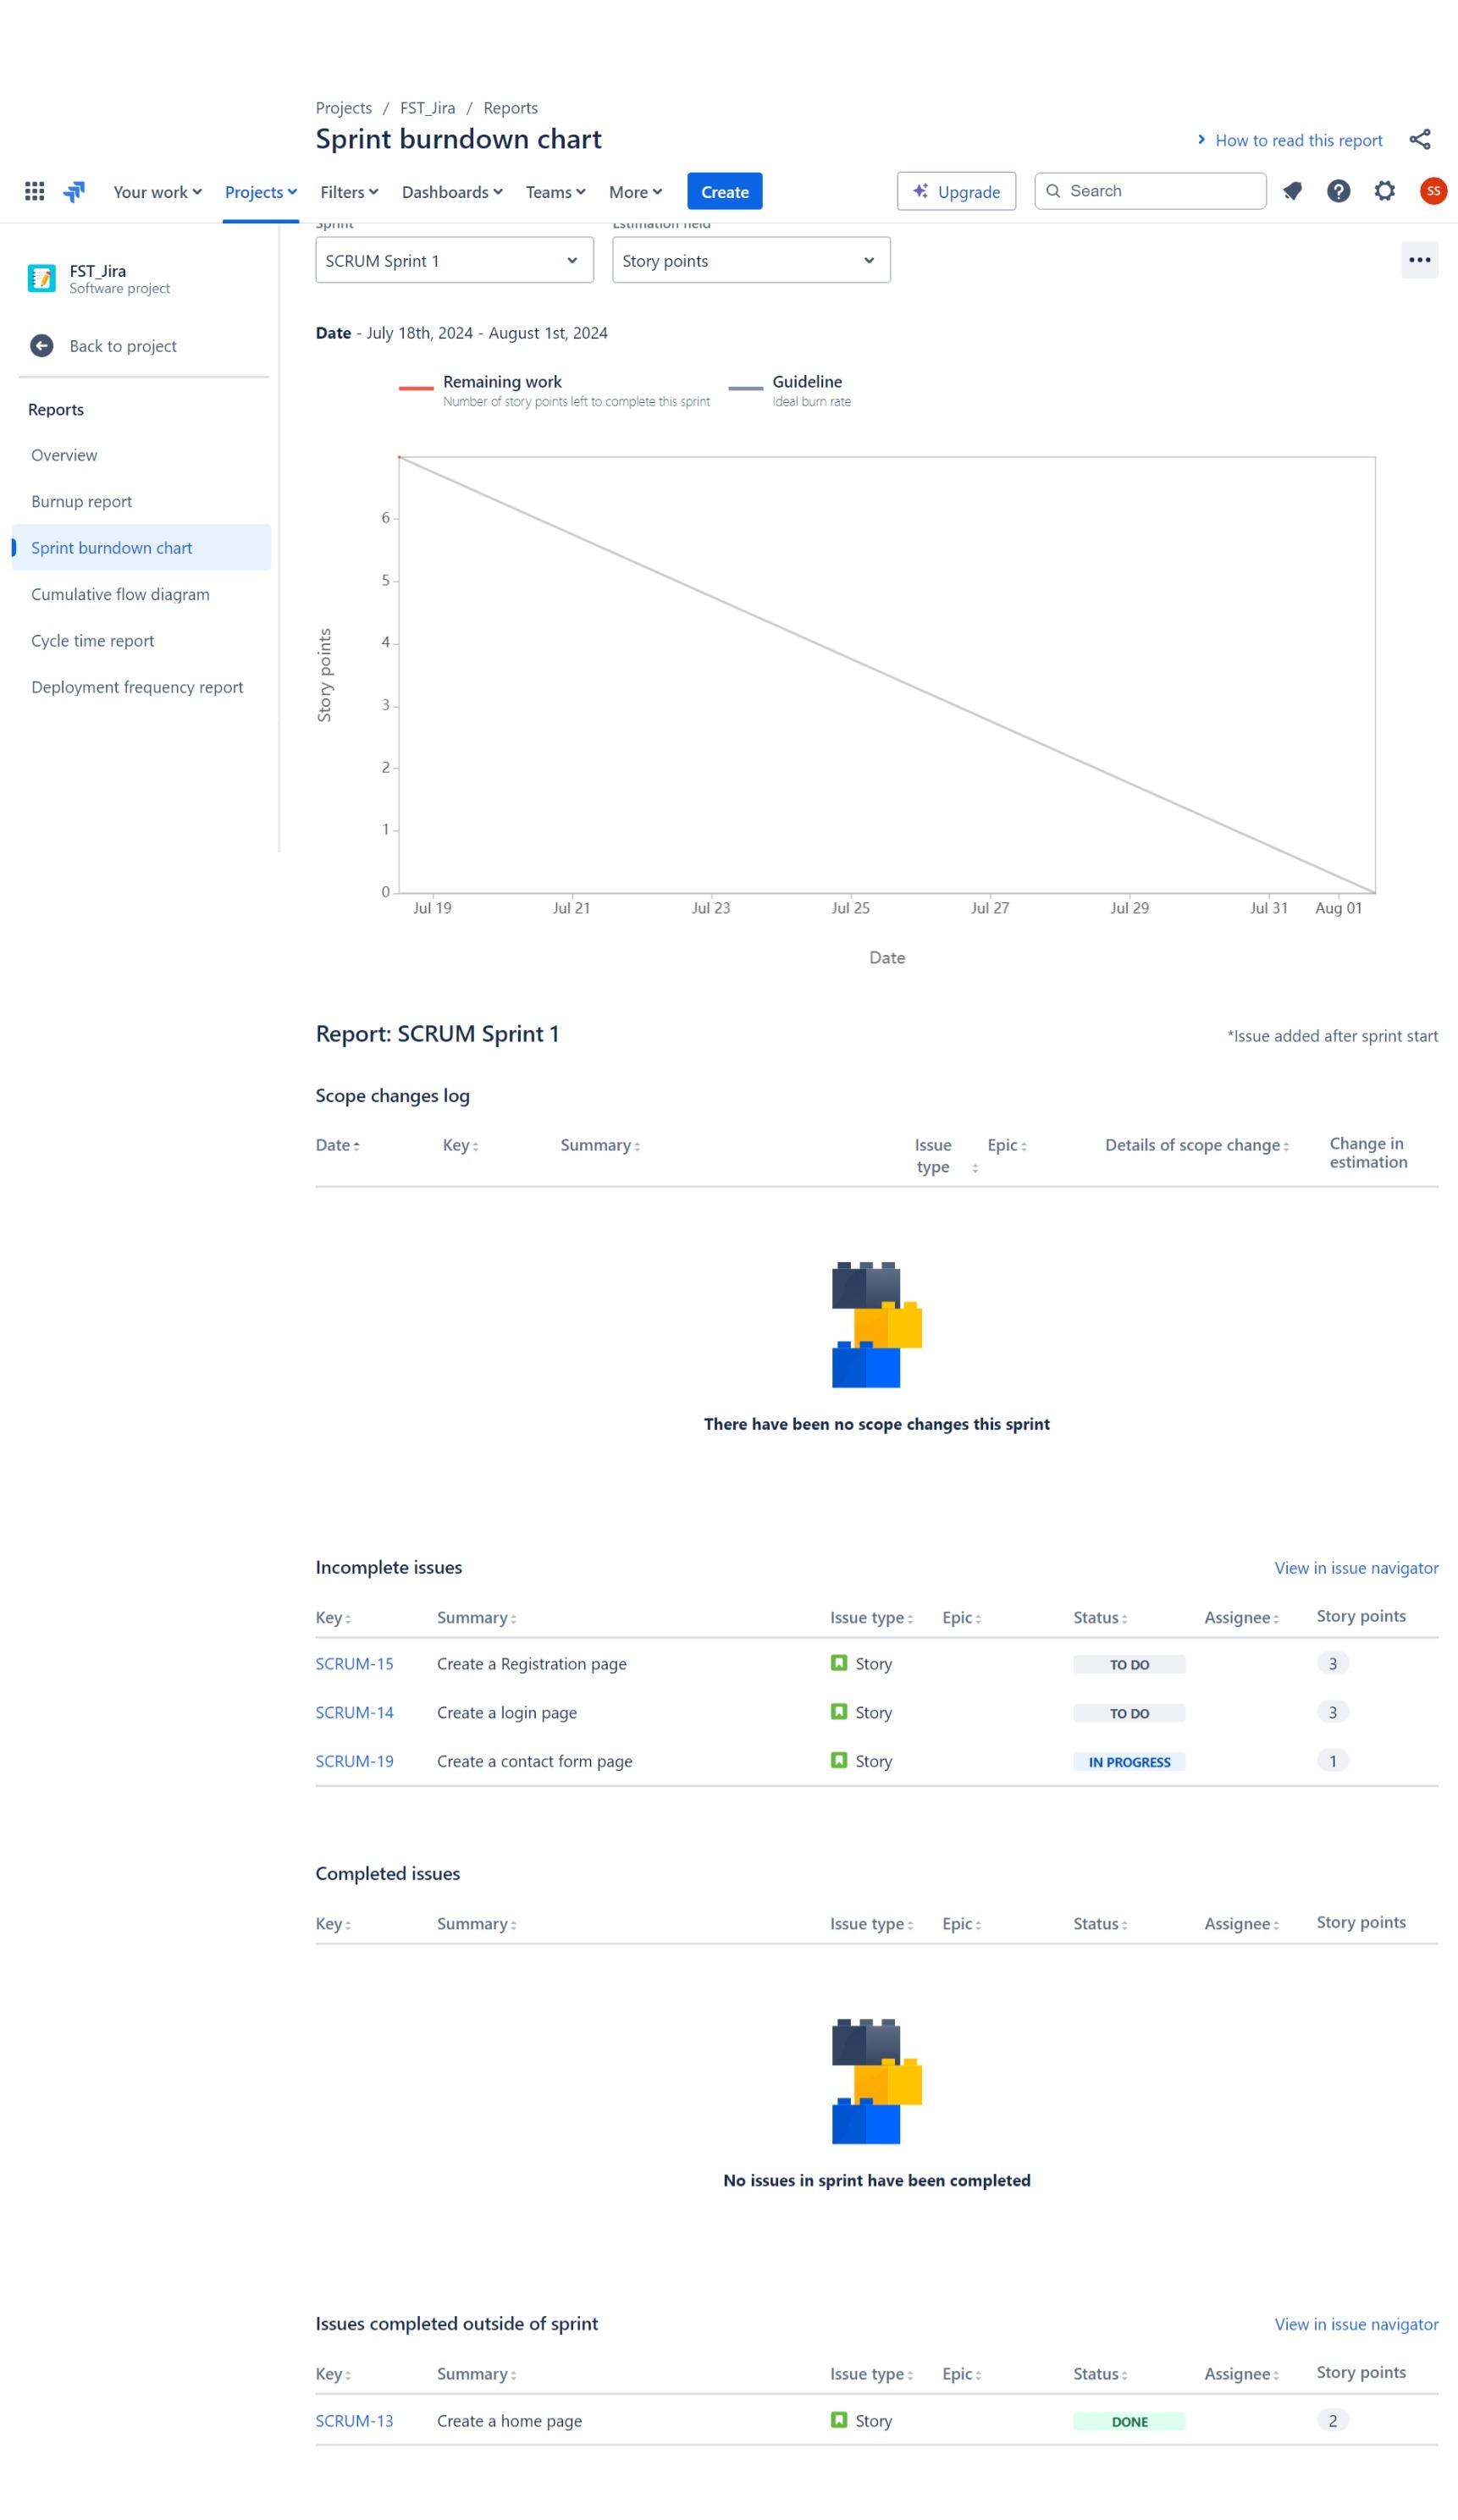 Projects / FST_Jira / Reports
Sprint burndown chart
How to read this report
Your work Projects Filters Dashboards Teams More Create Upgrade Search SS
Sprint Estimation field
SCRUM Sprint 1 Story points
FST_Jira
Software project
Back to project
Reports
Overview
Burnup report
Sprint burndown chart
Cumulative flow diagram
Cycle time report
Deployment frequency report
Date - July 18th, 2024 - August 1st, 2024
Remaining work
Number of story points left to complete this sprint
Guideline
Ideal burn rate
Story points
6
5
4
3
2
1
0
Jul 19 Jul 21 Jul 23 Jul 25 Jul 27 Jul 29 Jul 31 Aug 01
Date
Report: SCRUM Sprint 1
*Issue added after sprint start
Scope changes log
Date Key Summary Issue type Epic Details of scope change Change in estimation
There have been no scope changes this sprint
Incomplete issues
View in issue navigator
Key Summary Issue type Epic Status Assignee Story points
SCRUM-15 Create a Registration page Story TO DO 3
SCRUM-14 Create a login page Story TO DO 3
SCRUM-19 Create a contact form page Story IN PROGRESS 1
Completed issues
Key Summary Issue type Epic Status Assignee Story points
No issues in sprint have been completed
Issues completed outside of sprint
View in issue navigator
Key Summary Issue type Epic Status Assignee Story points
SCRUM-13 Create a home page Story DONE 2